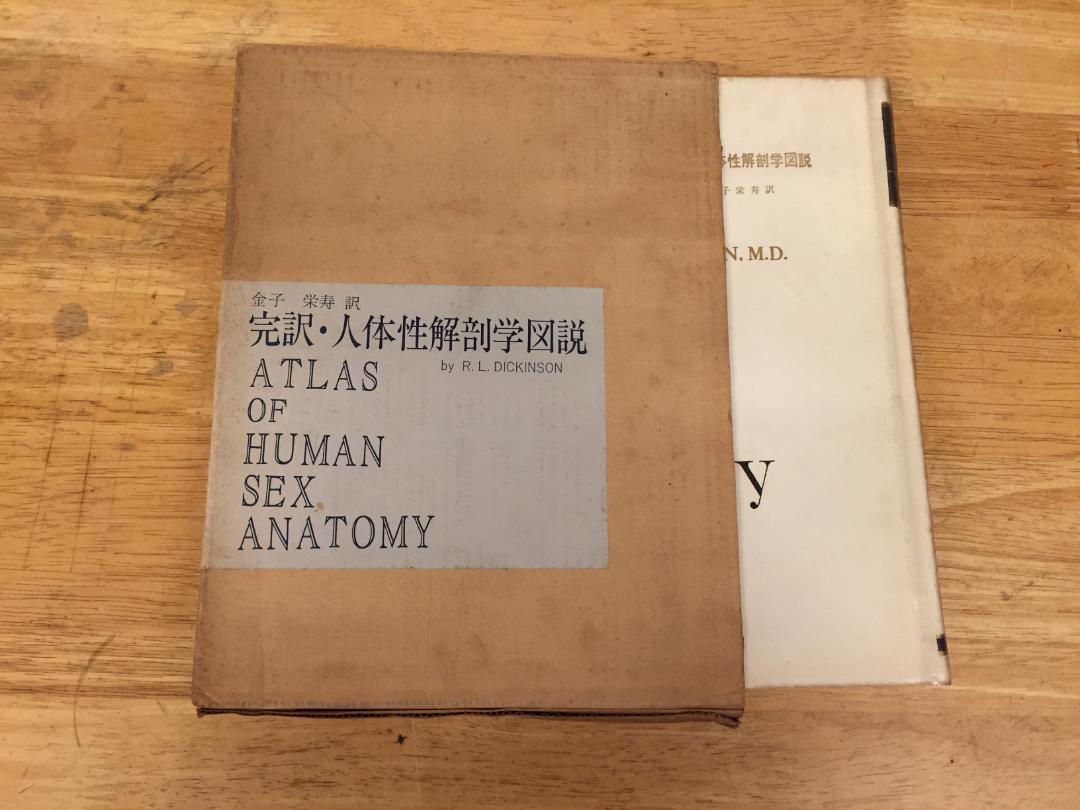 金子 栄寿 訳
完訳・人体性解剖学図説
by R. L. DICKINSON
ATLAS
OF
HUMAN
SEX
ANATOMY
性解剖学図説
栄寿訳
N, M.D.
y